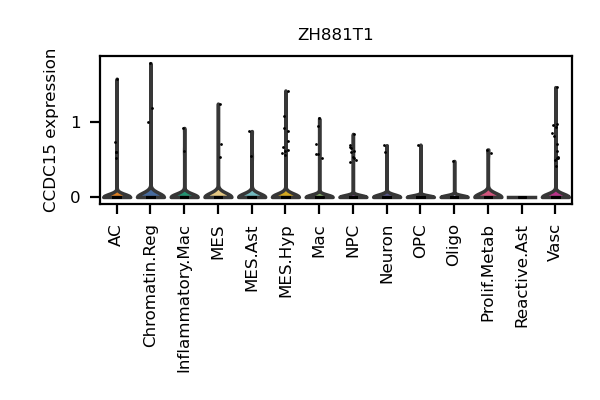 ZH881T1
CCDC15 expression
1
0
AC
Chromatin.Reg
Inflammatory.Mac
MES
MES.Ast
MES.Hyp
Mac
NPC
Neuron
OPC
Oligo
Prolif.Metab
Reactive.Ast
Vasc